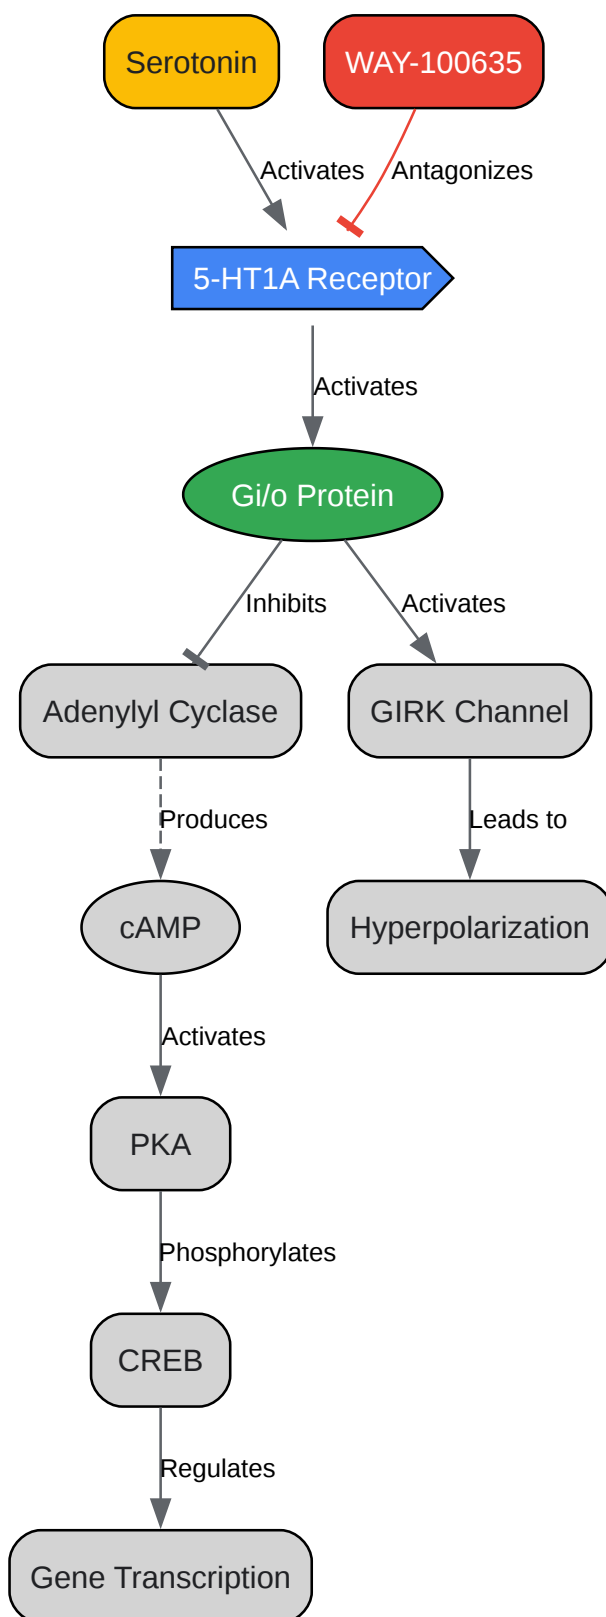 Serotonin
WAY-100635
Activates
Antagonizes
5-HT1A Receptor
Activates
Gi/o Protein
Inhibits
Activates
Adenylyl Cyclase
GIRK Channel
Produces
Leads to
cAMP
Hyperpolarization
Activates
PKA
Phosphorylates
CREB
Regulates
Gene Transcription